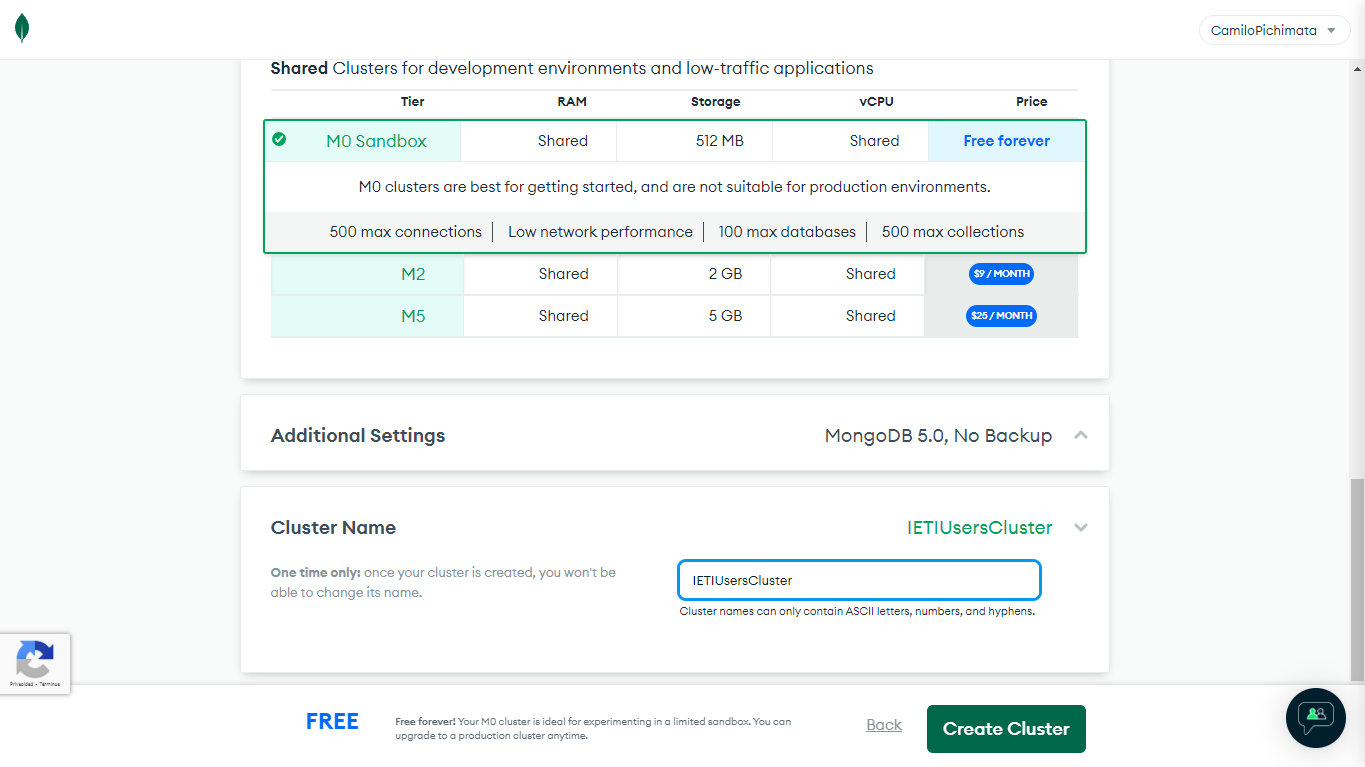 CamiloPichimata
Shared Clusters for development environments and low-traffic applications
Tier RAM Storage vCPU Price
M0 Sandbox Shared 512 MB Shared Free forever
M0 clusters are best for getting started, and are not suitable for production environments.
500 max connections Low network performance 100 max databases 500 max collections
M2 Shared 2 GB Shared $9 / MONTH
M5 Shared 5 GB Shared $25 / MONTH
Additional Settings MongoDB 5.0, No Backup
Cluster Name IETIUsersCluster
One time only: once your cluster is created, you won't be
able to change its name.
IETIUsersCluster
Cluster names can only contain ASCII letters, numbers, and hyphens.
Privacidad - Términos
FREE
Free forever! Your M0 cluster is ideal for experimenting in a limited sandbox. You can
upgrade to a production cluster anytime.
Back
Create Cluster